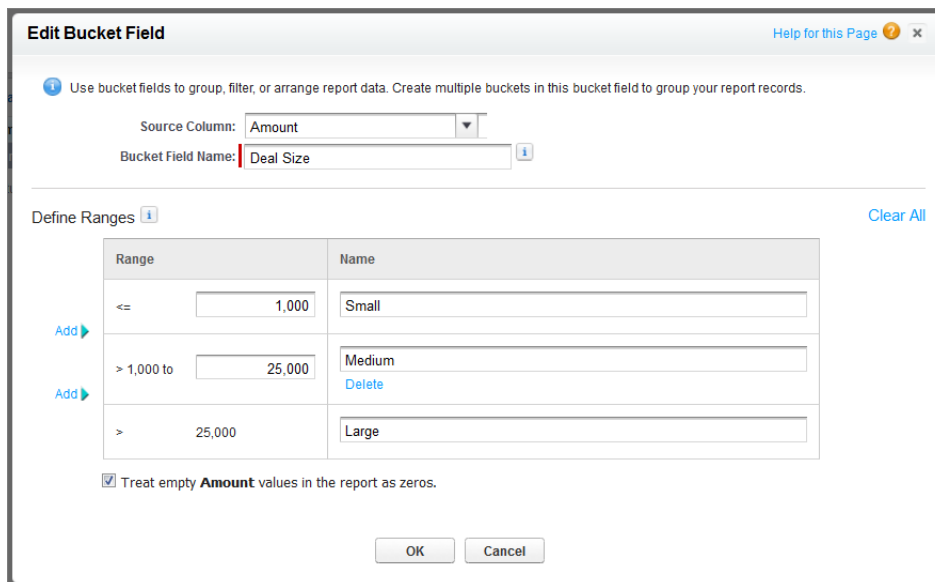 Edit Bucket Field
Help for this Page
Use bucket fields to group, filter, or arrange report data. Create multiple buckets in this bucket field to group your report records.
Source Column: Amount
Bucket Field Name: Deal Size
Define Ranges
Clear All
Range Name
<= 1,000 Small
Add
> 1,000 to 25,000 Medium
Delete
Add
> 25,000 Large
Treat empty Amount values in the report as zeros.
OK Cancel